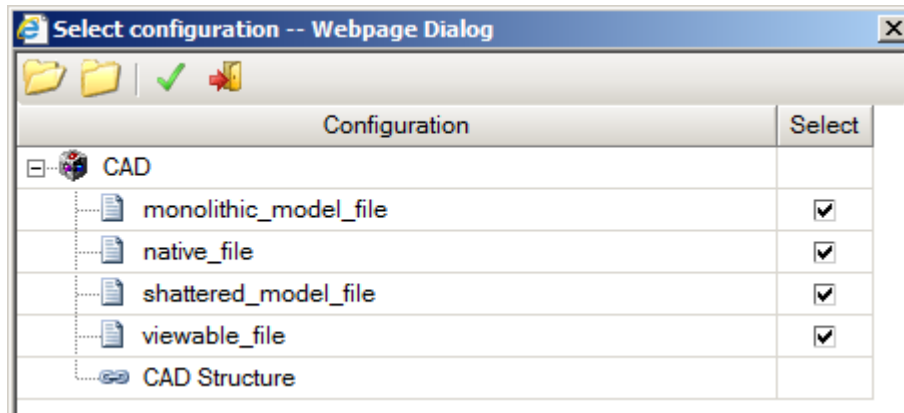 Select configuration -- Webpage Dialog
Configuration Select
CAD
monolithic_model_file
native_file
shattered_model_file
viewable_file
CAD Structure